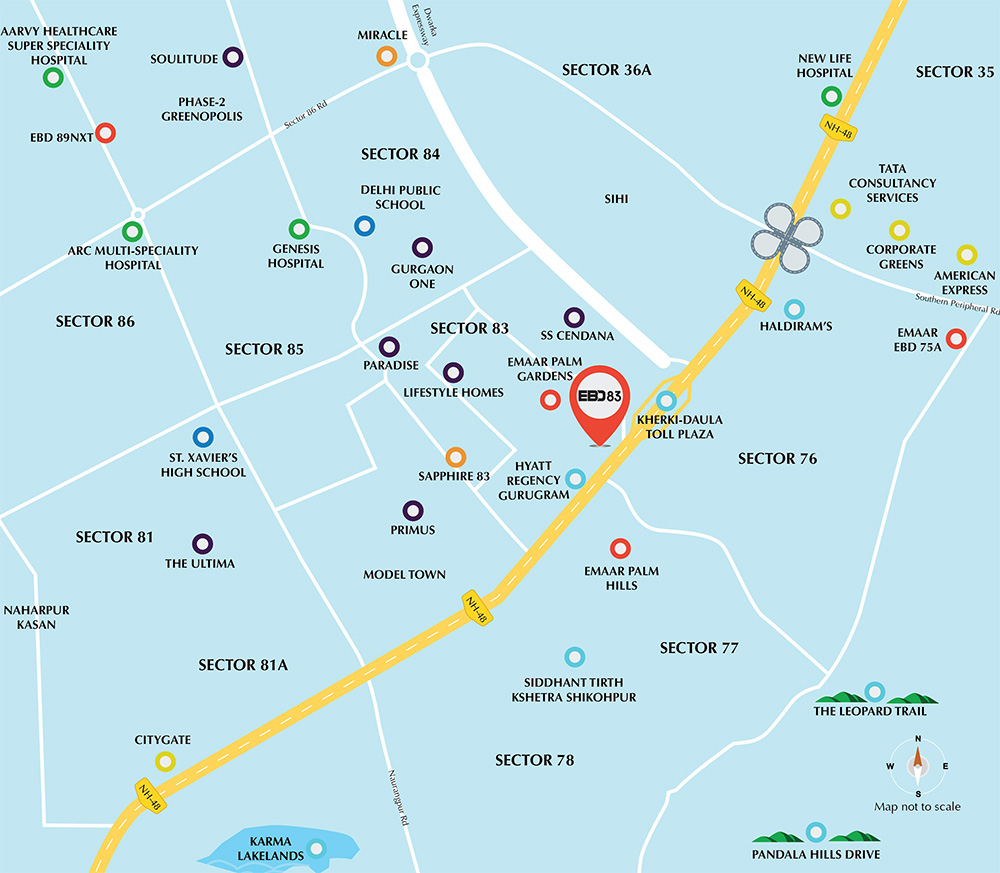 AARVY HEALTHCARE
SUPER SPECIALITY
HOSPITAL
SOULITUDE
MIRACLE
Dwarka
Expressway
SECTOR 36A
NEW LIFE
HOSPITAL
SECTOR 35
PHASE-2
GREENOPOLIS
Sector 86 Rd
EBD 89NXT
NH-48
SECTOR 84
TATA
CONSULTANCY
SERVICES
DELHI PUBLIC
SCHOOL
SIHI
ARC MULTI-SPECIALITY
HOSPITAL
GENESIS
HOSPITAL
GURGAON
ONE
CORPORATE
GREENS
AMERICAN
EXPRESS
NH-48
Southern Peripheral Rd
SECTOR 86
SECTOR 83
SS CENDANA
HALDIRAM'S
EMAAR
EBD 75A
SECTOR 85
PARADISE
LIFESTYLE HOMES
EMAAR PALM
GARDENS
EBD83
KHERKI-DAULA
TOLL PLAZA
ST. XAVIER'S
HIGH SCHOOL
SAPPHIRE 83
HYATT
REGENCY
GURUGRAM
SECTOR 76
SECTOR 81
THE ULTIMA
PRIMUS
MODEL TOWN
EMAAR PALM
HILLS
NAHARPUR
KASAN
NH-48
SECTOR 81A
SECTOR 77
SIDDHANT TIRTH
KSHETRA SHIKOHPUR
THE LEOPARD TRAIL
CITYGATE
SECTOR 78
N
W
E
S
Map not to scale
NH-48
Naurangpur Rd
KARMA
LAKELANDS
PANDALA HILLS DRIVE